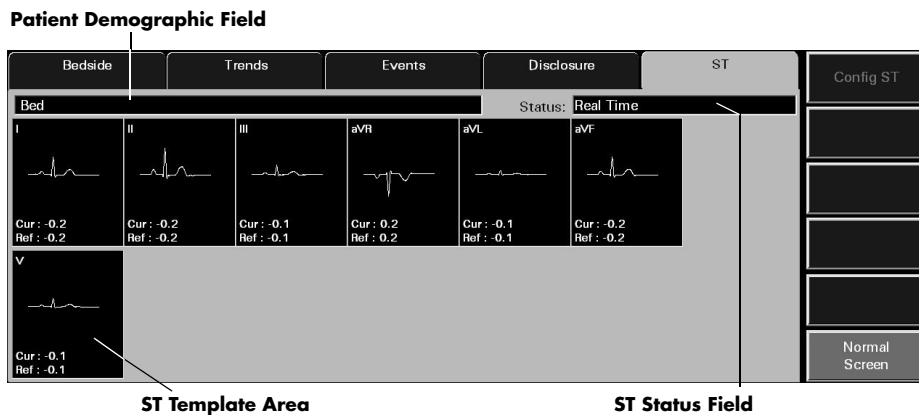 Patient Demographic Field
Bedside Trends Events Disclosure ST
Config ST
Bed Status: Real Time
I II III aVR aVL aVF
Cur : -0.2 Cur : -0.2 Cur : -0.1 Cur : 0.2 Cur : -0.1 Cur : -0.2
Ref : -0.2 Ref : -0.2 Ref : -0.1 Ref : 0.2 Ref : -0.1 Ref : -0.2
V
Cur : -0.1
Ref : -0.1
Normal
Screen
ST Template Area ST Status Field